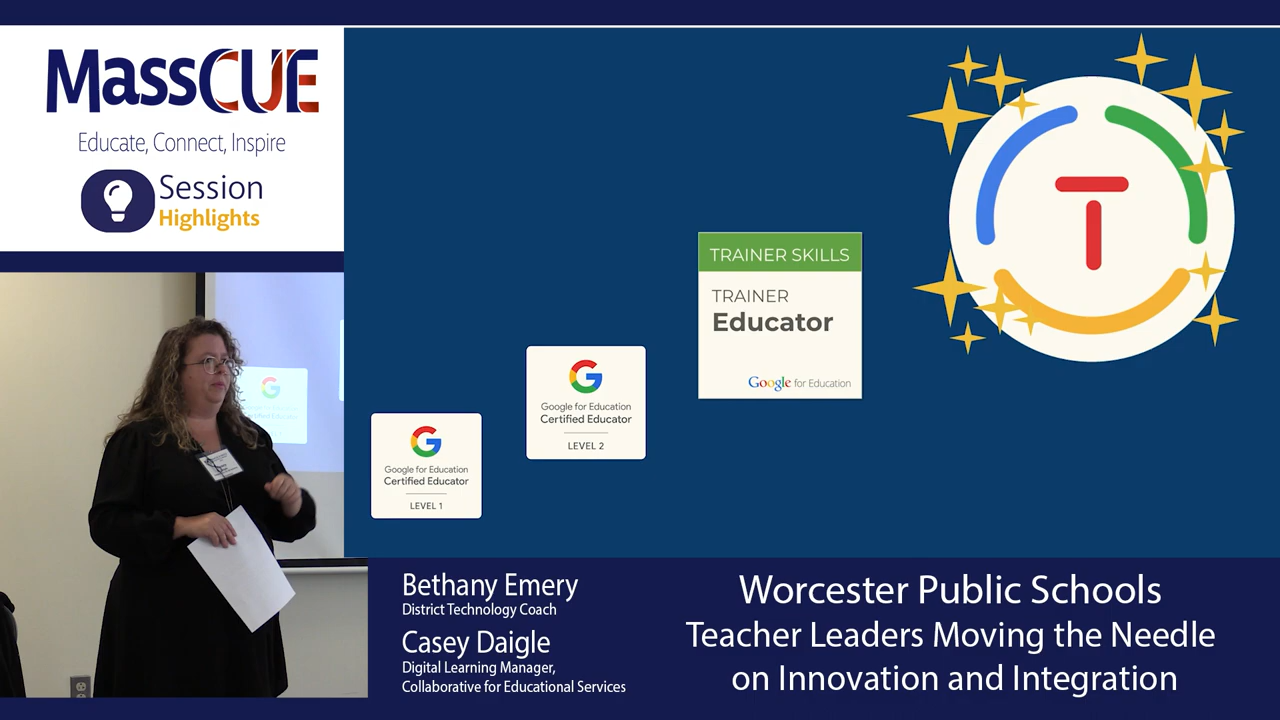 MassCUE
Educate, Connect, Inspire
Session
Highlights
TRAINER SKILLS
TRAINER
Educator
Google for Education
Google for Education
Certified Educator
LEVEL 2
Google for Education
Certified Educator
LEVEL 1
T
Bethany Emery
District Technology Coach
Casey Daigle
Digital Learning Manager,
Collaborative for Educational Services
Worcester Public Schools
Teacher Leaders Moving the Needle
on Innovation and Integration